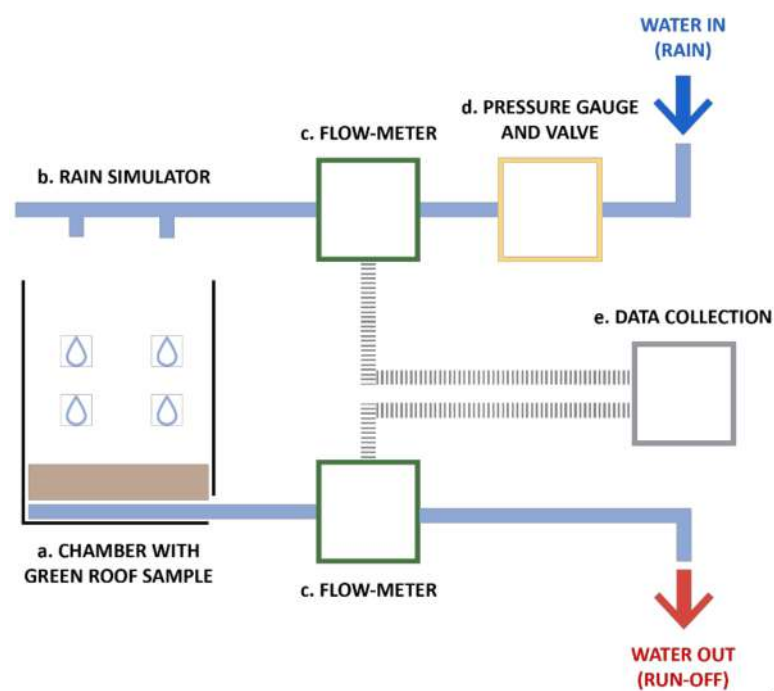 WATER IN
(RAIN)
d. PRESSURE GAUGE
AND VALVE
c. FLOW-METER
b. RAIN SIMULATOR
e. DATA COLLECTION
a. CHAMBER WITH
GREEN ROOF SAMPLE
c. FLOW-METER
WATER OUT
(RUN-OFF)